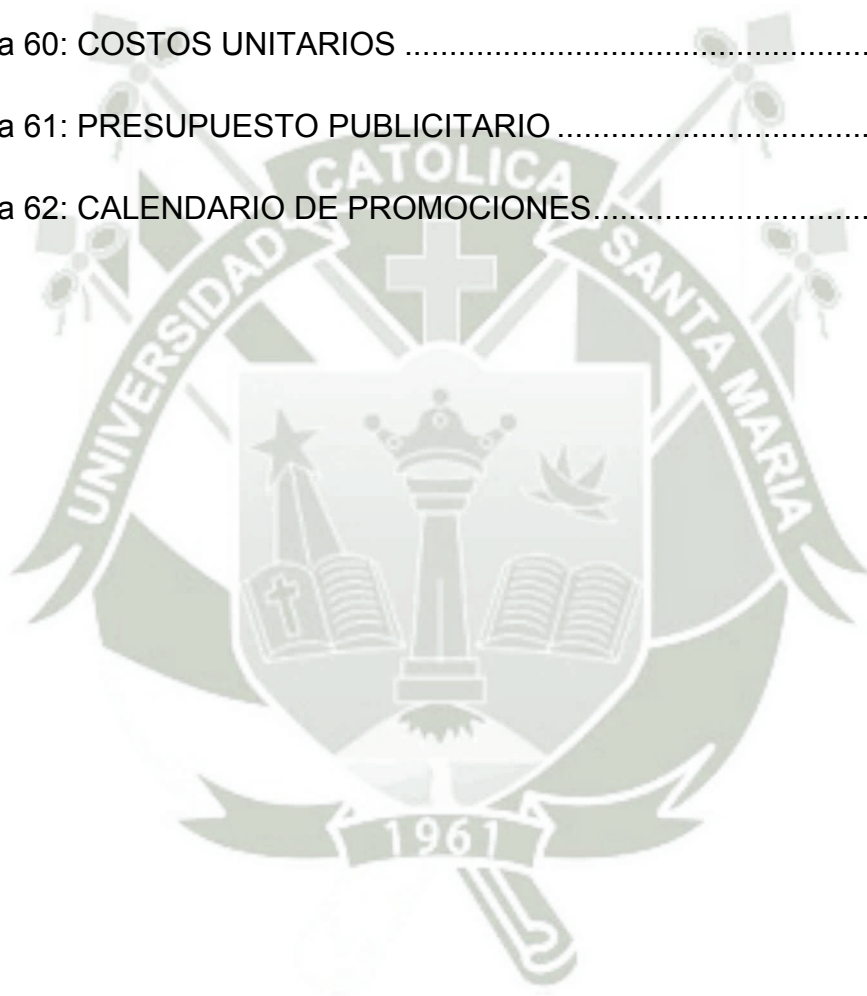 a 60: COSTOS UNITARIOS ....................................................
a 61: PRESUPUESTO PUBLICITARIO ...................................
CATOLICA
a 62: CALENDARIO DE PROMOCIONES...............................
UNIVERSIDAD
SANTA MARIA
1961